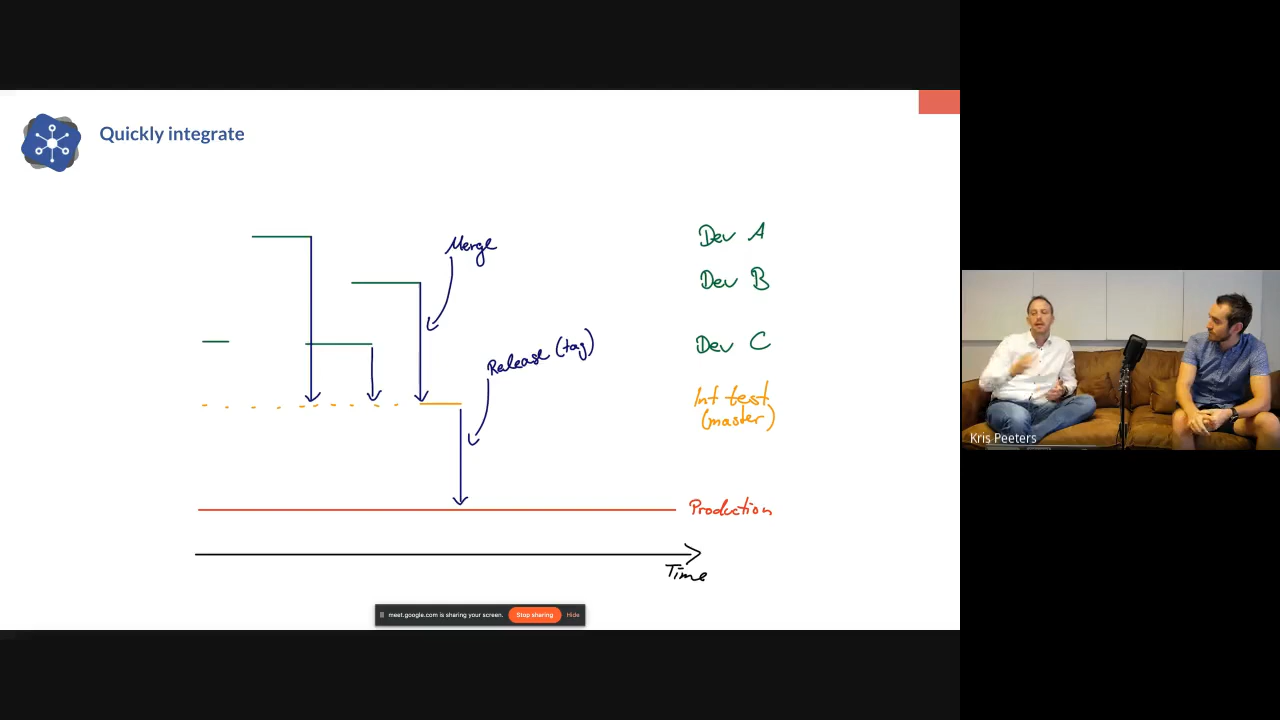 Quickly integrate
Merge
Release (tag)
Dev A
Dev B
Dev C
Int test
(master)
Production
Time
meet.google.com is sharing your screen.
Stop sharing
Hide
Kris Peeters